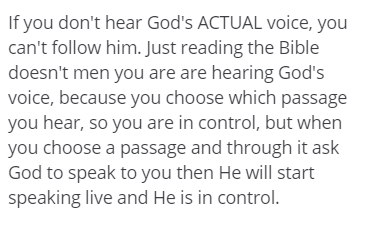 If you don't hear God's ACTUAL voice, you
can't follow him. Just reading the Bible
doesn't men you are are hearing God's
voice, because you choose which passage
you hear, so you are in control, but when
you choose a passage and through it ask
God to speak to you then He will start
speaking live and He is in control.